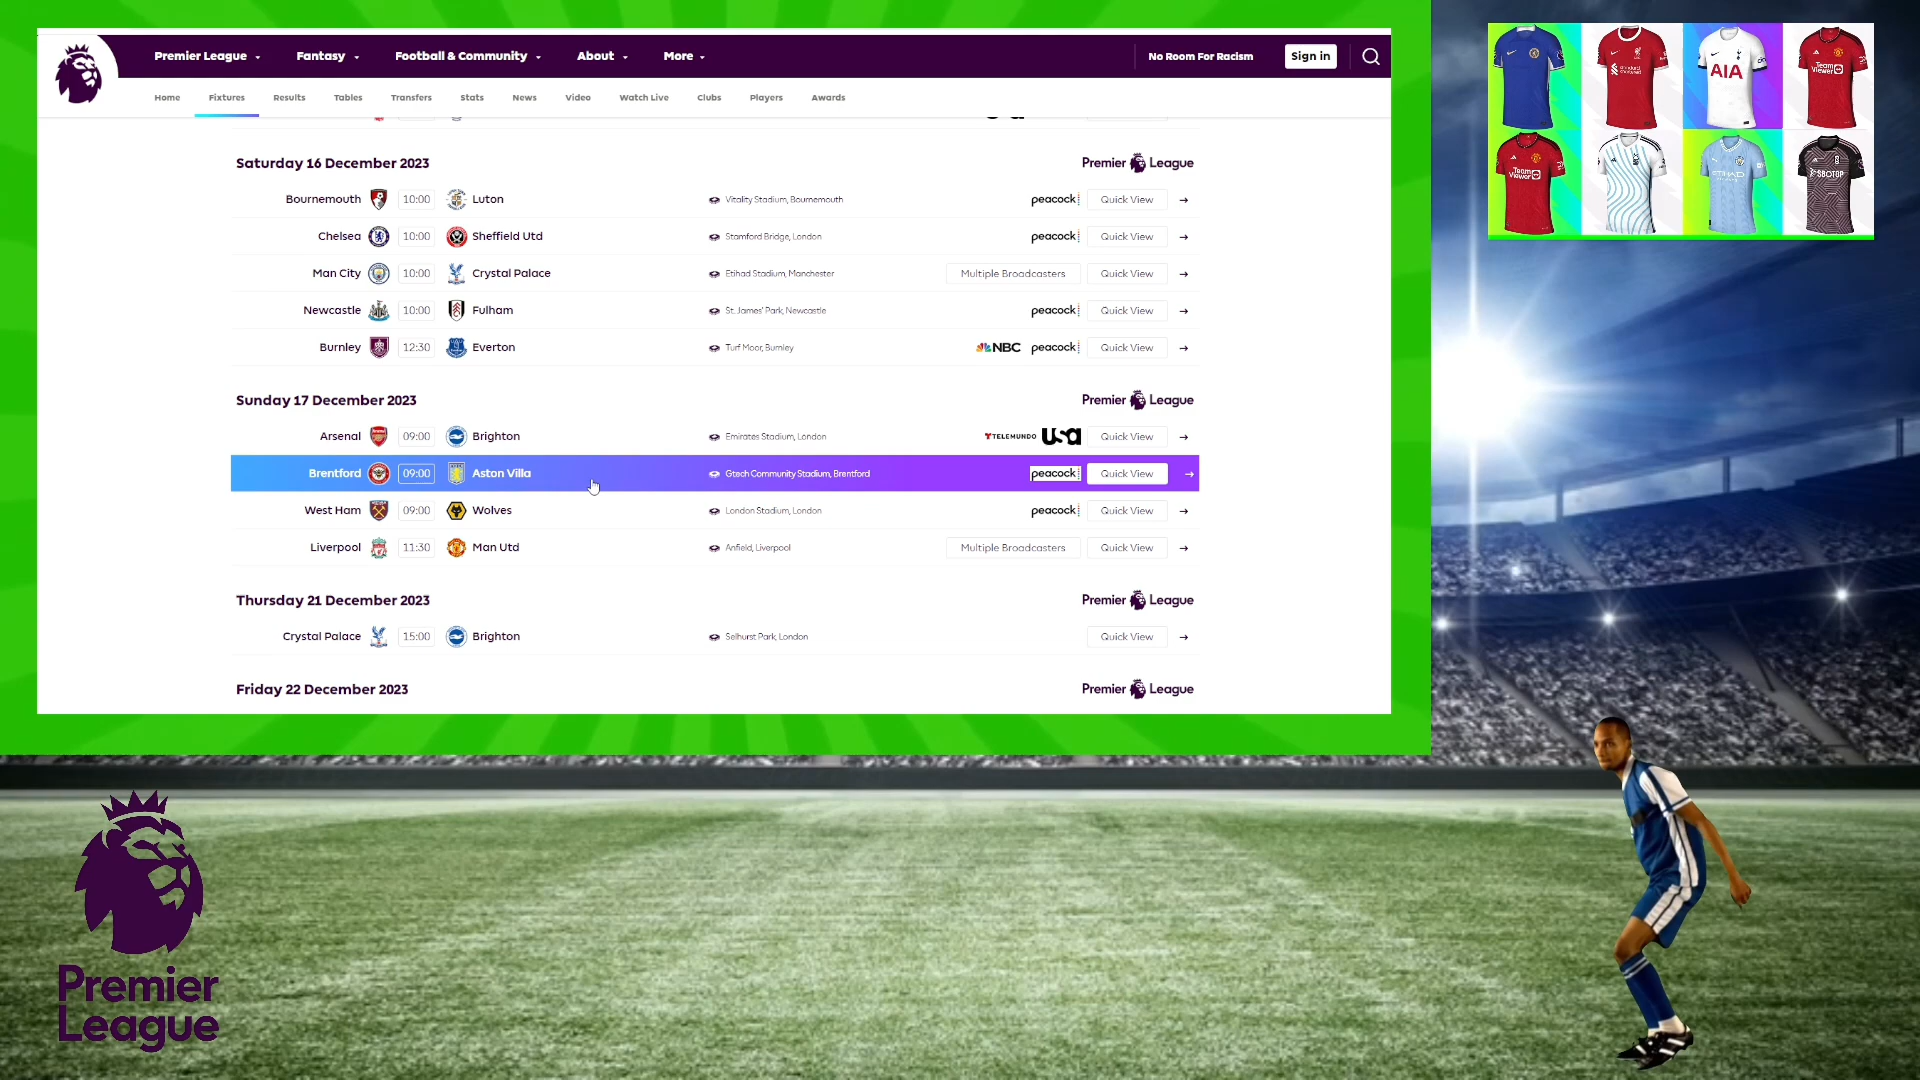 Premier League Fantasy Football & Community About More No Room For Racism Sign in
Home Fixtures Results Tables Transfers Stats News Video Watch Live Clubs Players Awards
Saturday 16 December 2023 Premier League
Bournemouth 10:00 Luton Vitality Stadium, Bournemouth peacock Quick View →
Chelsea 10:00 Sheffield Utd Stamford Bridge, London peacock Quick View →
Man City 10:00 Crystal Palace Etihad Stadium, Manchester Multiple Broadcasters Quick View →
Newcastle 10:00 Fulham St. James' Park, Newcastle peacock Quick View →
Burnley 12:30 Everton Turf Moor, Burnley NBC peacock Quick View →
Sunday 17 December 2023 Premier League
Arsenal 09:00 Brighton Emirates Stadium, London TELEMUNDO usa Quick View →
Brentford 09:00 Aston Villa Gtech Community Stadium, Brentford peacock Quick View →
West Ham 09:00 Wolves London Stadium, London peacock Quick View →
Liverpool 11:30 Man Utd Anfield, Liverpool Multiple Broadcasters Quick View →
Thursday 21 December 2023 Premier League
Crystal Palace 15:00 Brighton Selhurst Park, London Quick View →
Friday 22 December 2023 Premier League
AIA
Team Viewer
Team Viewer
ETIHAD
SBOTOP
Premier
League